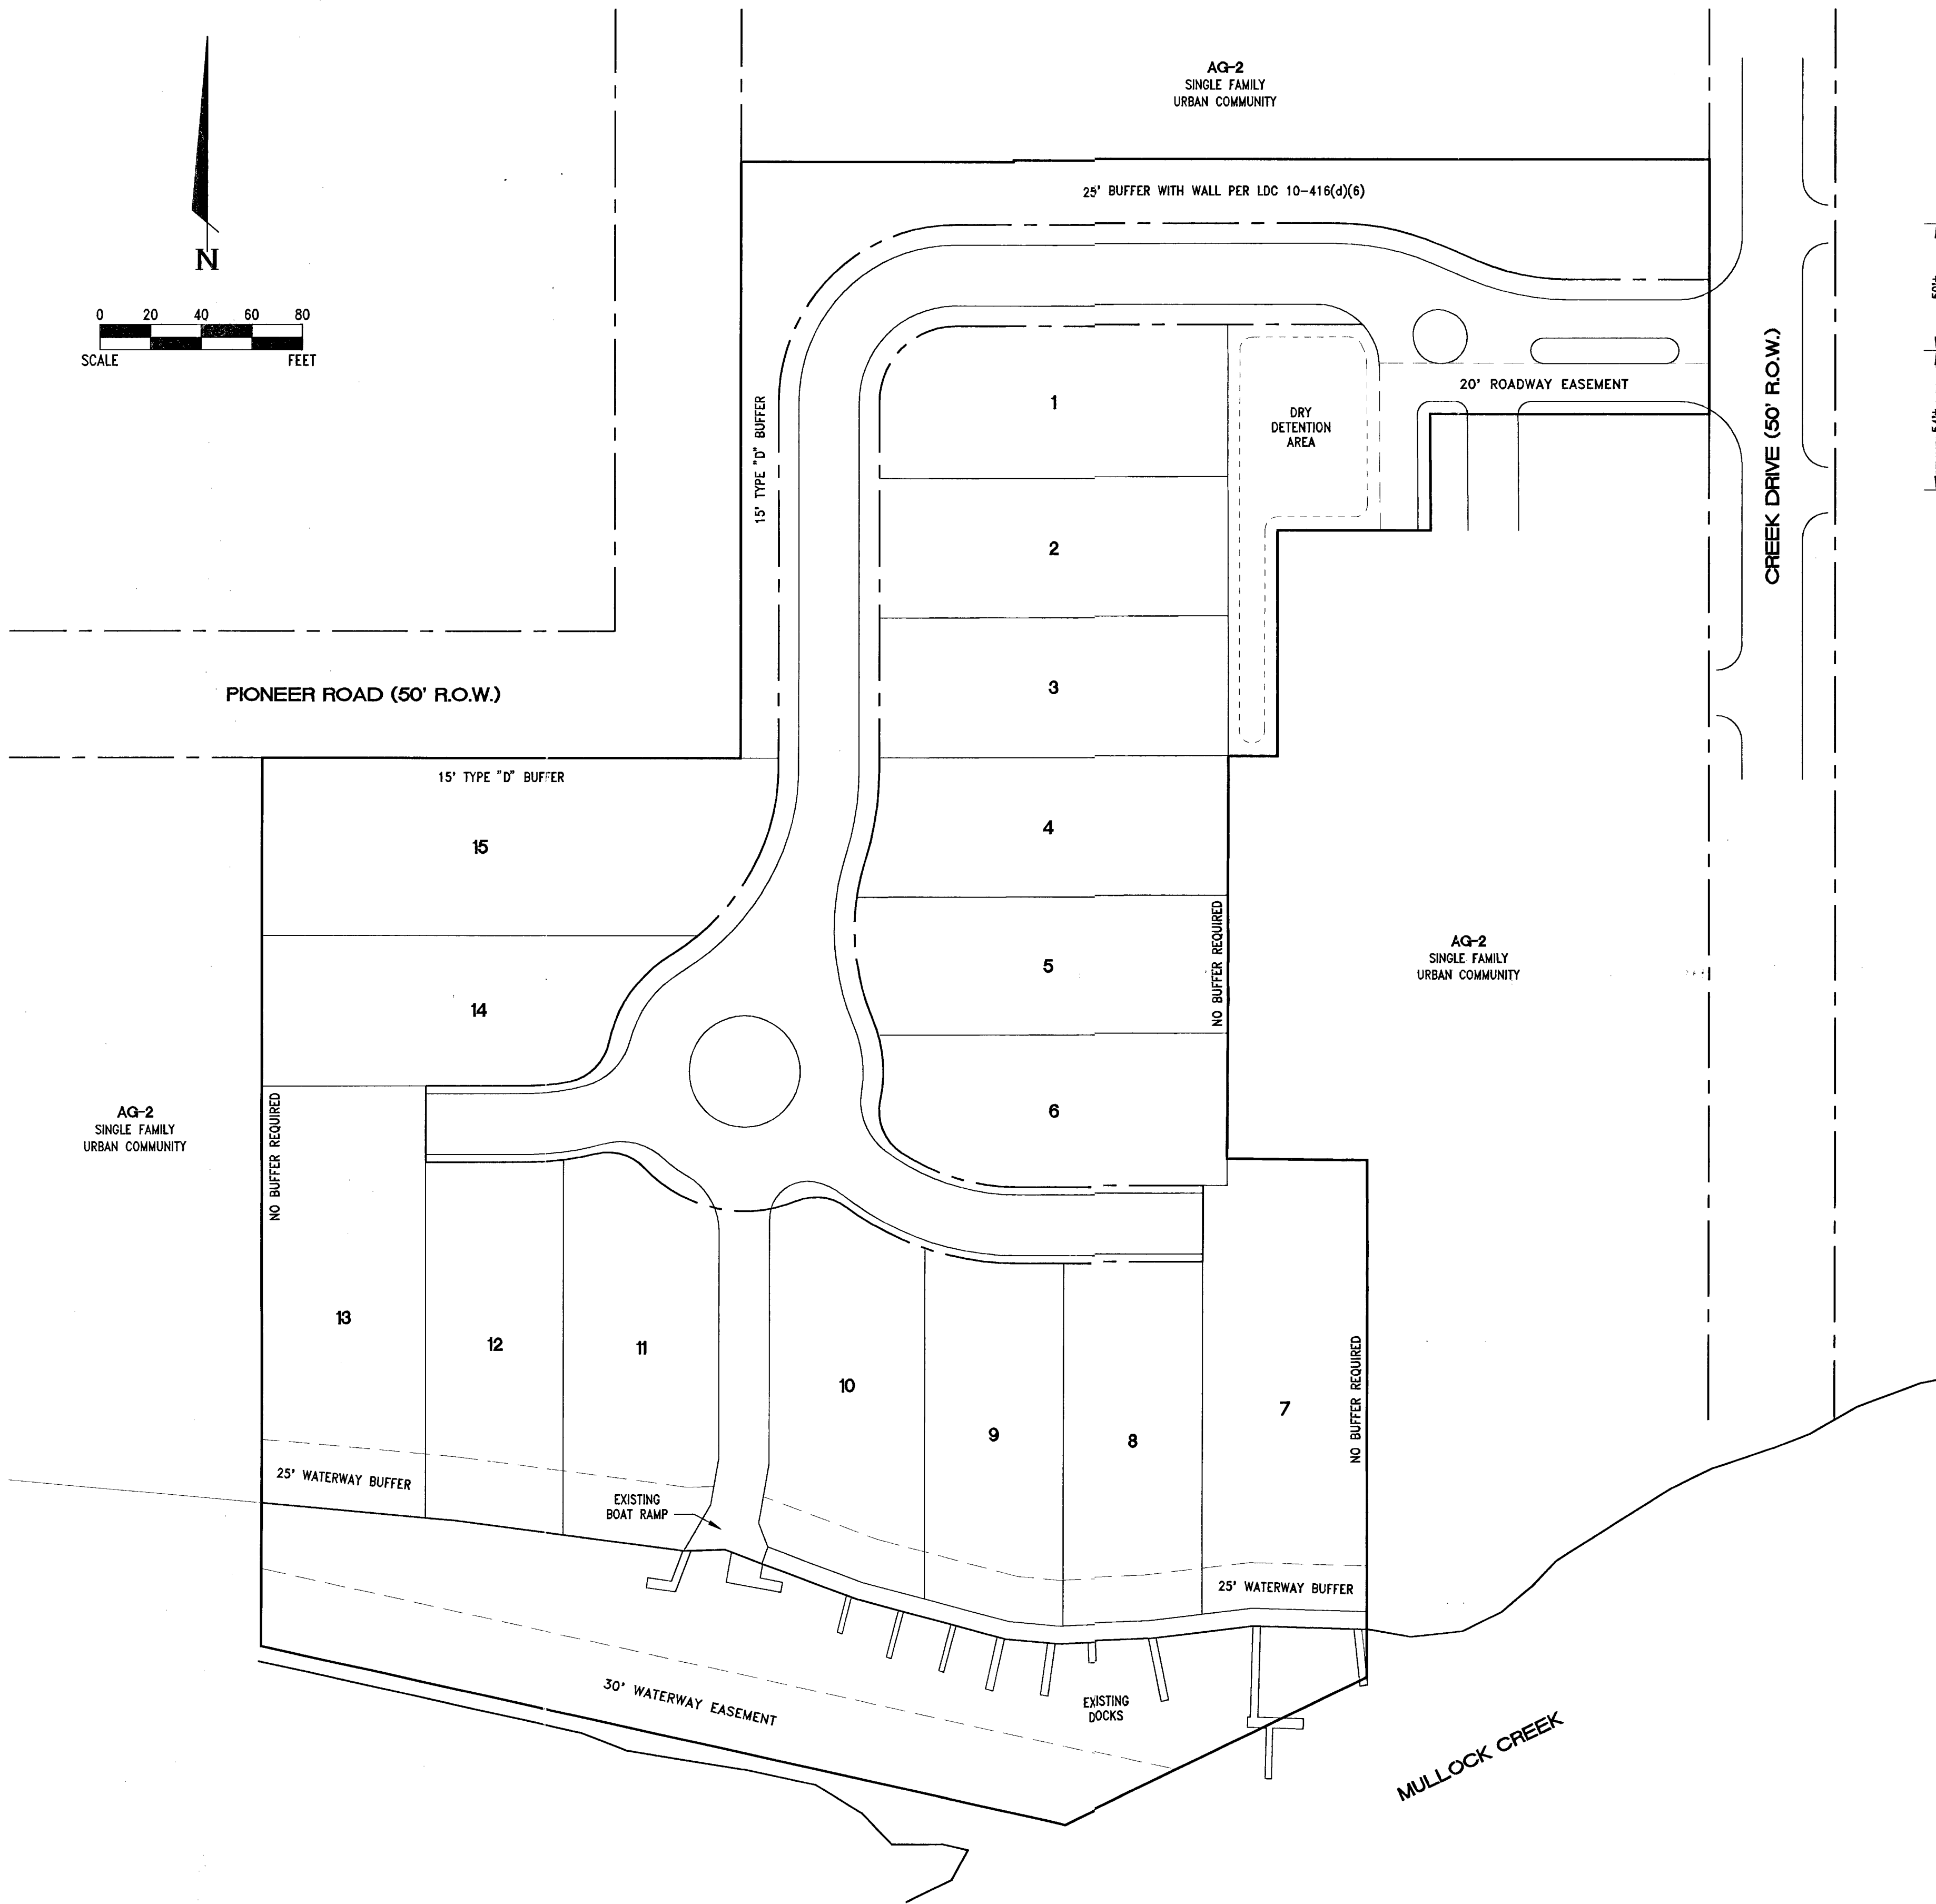 AG-2
SINGLE FAMILY
URBAN COMMUNITY
25' BUFFER WITH WALL PER LDC 10-416(d)(6)
N
0 20 40 60 80
SCALE FEET
15' TYPE "D" BUFFER
1
DRY
DETENTION
AREA
20' ROADWAY EASEMENT
CREEK DRIVE (50' R.O.W.)
2
3
PIONEER ROAD (50' R.O.W.)
15' TYPE "D" BUFFER
15
4
5
NO BUFFER REQUIRED
AG-2
SINGLE FAMILY
URBAN COMMUNITY
14
6
AG-2
SINGLE FAMILY
URBAN COMMUNITY
NO BUFFER REQUIRED
13
12
11
10
9
8
7
NO BUFFER REQUIRED
25' WATERWAY BUFFER
EXISTING
BOAT RAMP
25' WATERWAY BUFFER
30' WATERWAY EASEMENT
EXISTING
DOCKS
MULLOCK CREEK